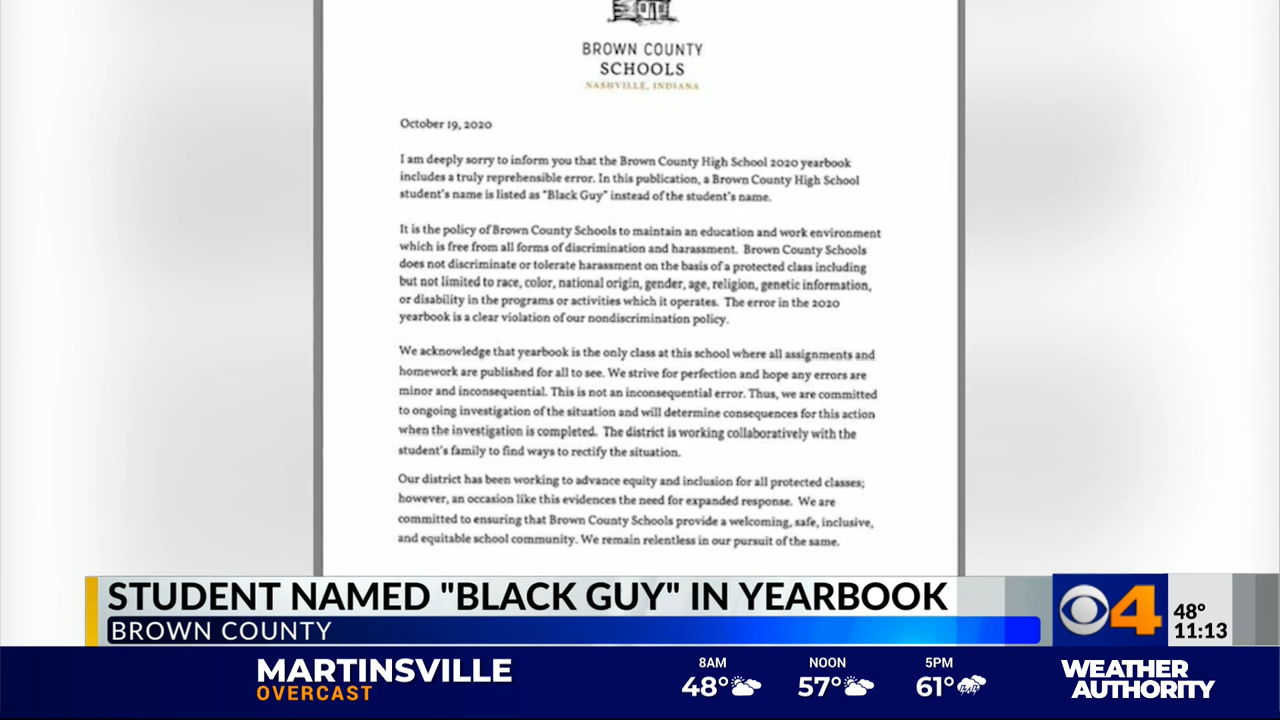 BROWN COUNTY
SCHOOLS
NASHVILLE, INDIANA
October 19, 2020
I am deeply sorry to inform you that the Brown County High School 2020 yearbook
includes a truly reprehensible error. In this publication, a Brown County High School
student's name is listed as "Black Guy" instead of the student's name.
It is the policy of Brown County Schools to maintain an education and work environment
which is free from all forms of discrimination and harassment. Brown County Schools
does not discriminate or tolerate harassment on the basis of a protected class including
but not limited to race, color, national origin, gender, age, religion, genetic information,
or disability in the programs or activities which it operates. The error in the 2020
yearbook is a clear violation of our nondiscrimination policy.
We acknowledge that yearbook is the only class at this school where all assignments and
homework are published for all to see. We strive for perfection and hope any errors are
minor and inconsequential. This is not an inconsequential error. Thus, we are committed
to ongoing investigation of the situation and will determine consequences for this action
when the investigation is completed. The district is working collaboratively with the
student's family to find ways to rectify the situation.
Our district has been working to advance equity and inclusion for all protected classes;
however, an occasion like this evidences the need for expanded response. We are
committed to ensuring that Brown County Schools provide a welcoming, safe, inclusive,
and equitable school community. We remain relentless in our pursuit of the same.
STUDENT NAMED "BLACK GUY" IN YEARBOOK
BROWN COUNTY
4
48°
11:13
MARTINSVILLE
OVERCAST
8AM
48°
NOON
57°
5PM
61°
WEATHER
AUTHORITY